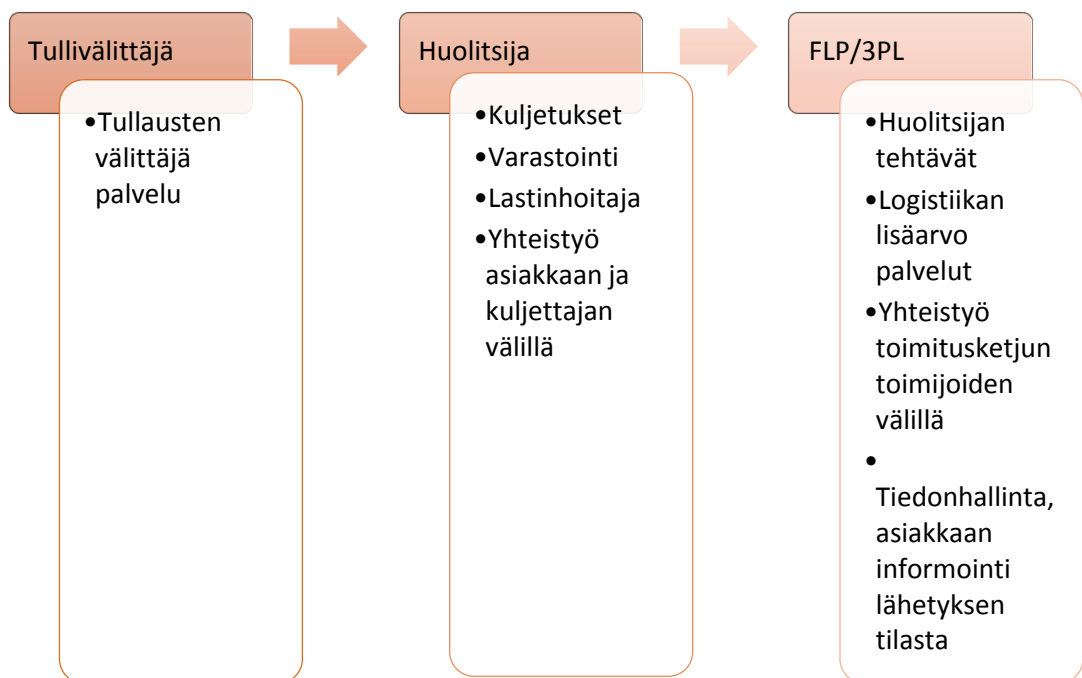 Tullivälittäjä
•Tullausten
välittäjä
palvelu
Huolitsija
•Kuljetukset
•Varastointi
•Lastinhoitaja
•Yhteistyö
asiakkaan ja
kuljettajan
välillä
FLP/3PL
•Huolitsijan
tehtävät
•Logistiikan
lisäarvo
palvelut
•Yhteistyö
toimitusketjun
toimijoiden
välillä
•
Tiedonhallinta,
asiakkaan
informointi
lähetyksen
tilasta